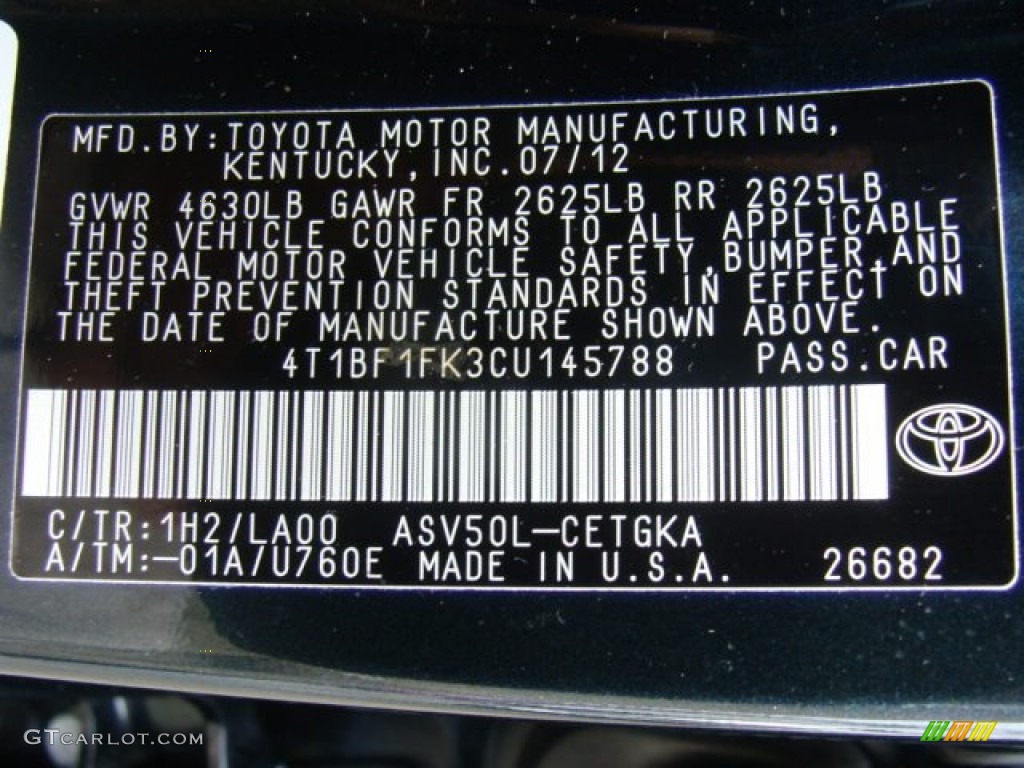 MFD.BY:TOYOTA MOTOR MANUFACTURING,
KENTUCKY,INC.07/12
GVWR 4630LB GAWR FR 2625LB RR 2625LB
THIS VEHICLE CONFORMS TO ALL APPLICABLE
FEDERAL MOTOR VEHICLE SAFETY,BUMPER,AND
THEFT PREVENTION STANDARDS IN EFFECT ON
THE DATE OF MANUFACTURE SHOWN ABOVE.
4T1BF1FK3CU145788 PASS.CAR
C/TR:1H2/LA00 ASV50L-CETGKA
A/TM:-01A/U760E MADE IN U.S.A. 26682
GTCARLOT.COM